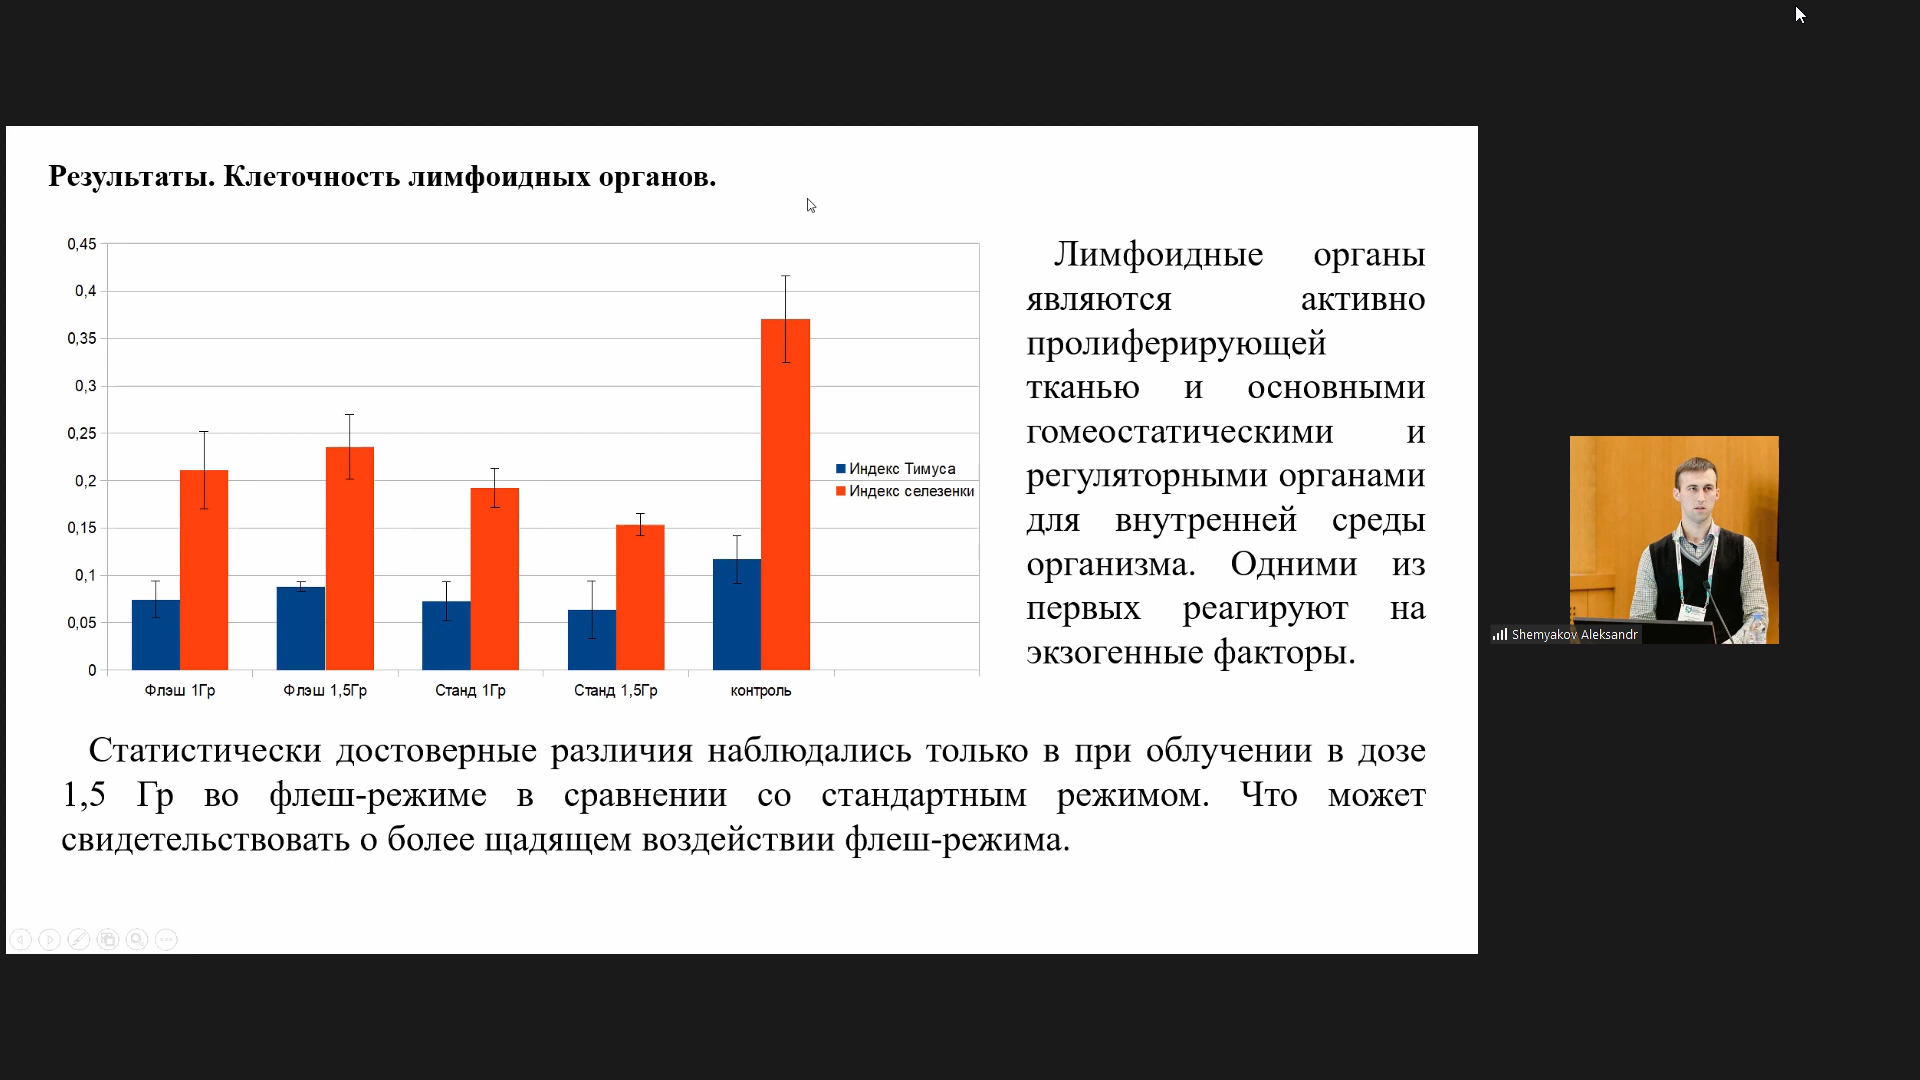 Результаты. Клеточность лимфоидных органов.
0,45
0,4
0,35
0,3
0,25
0,2
0,15
0,1
0,05
0
Индекс Тимуса
Индекс селезенки
Флэш 1Гр
Флэш 1,5Гр
Станд 1Гр
Станд 1,5Гр
контроль
Лимфоидные органы
являются активно
пролиферирующей
тканью и основными
гомеостатическими и
регуляторными органами
для внутренней среды
организма. Одними из
первых реагируют на
экзогенные факторы.
Статистически достоверные различия наблюдались только в при облучении в дозе
1,5 Гр во флеш-режиме в сравнении со стандартным режимом. Что может
свидетельствовать о более щадящем воздействии флеш-режима.
Shemyakov Aleksandr